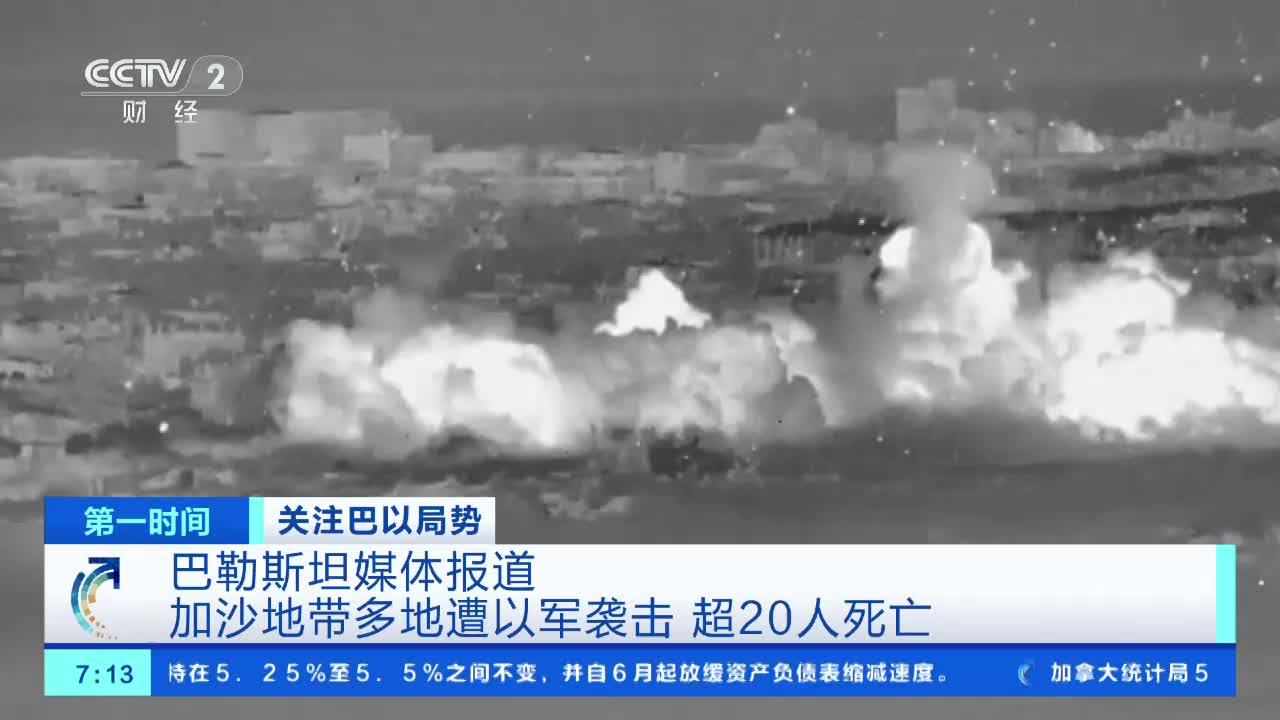 CCTV 2
财经
第一时间
关注巴以局势
巴勒斯坦媒体报道
加沙地带多地遭以军袭击 超20人死亡
7:13
持在5.25%至5.5%之间不变，并自6月起放缓资产负债表缩减速度。 加拿大统计局5